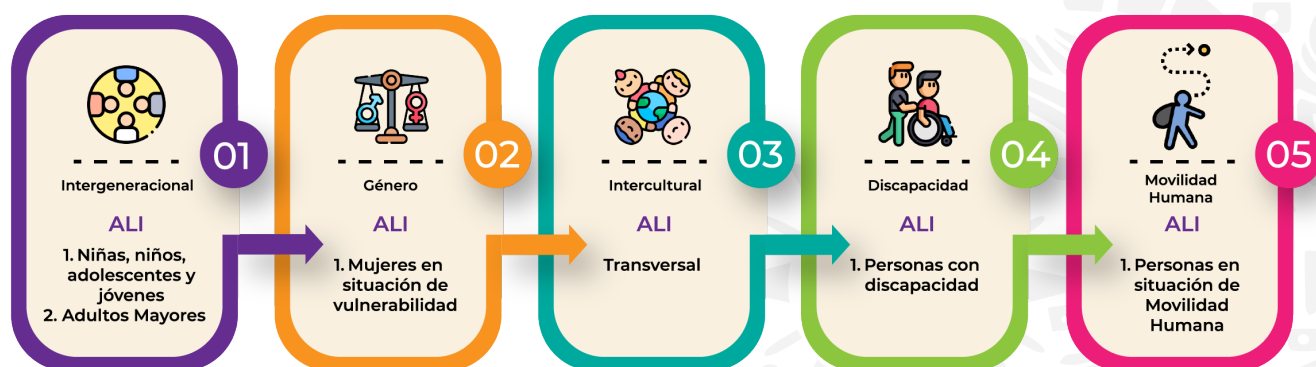 01
Intergeneracional
ALI
1. Niñas, niños,
adolescentes y
jóvenes
2. Adultos Mayores
02
Género
ALI
1. Mujeres en
situación de
vulnerabilidad
03
Intercultural
ALI
Transversal
04
Discapacidad
ALI
1. Personas con
discapacidad
05
Movilidad
Humana
ALI
1. Personas en
situación de
Movilidad
Humana